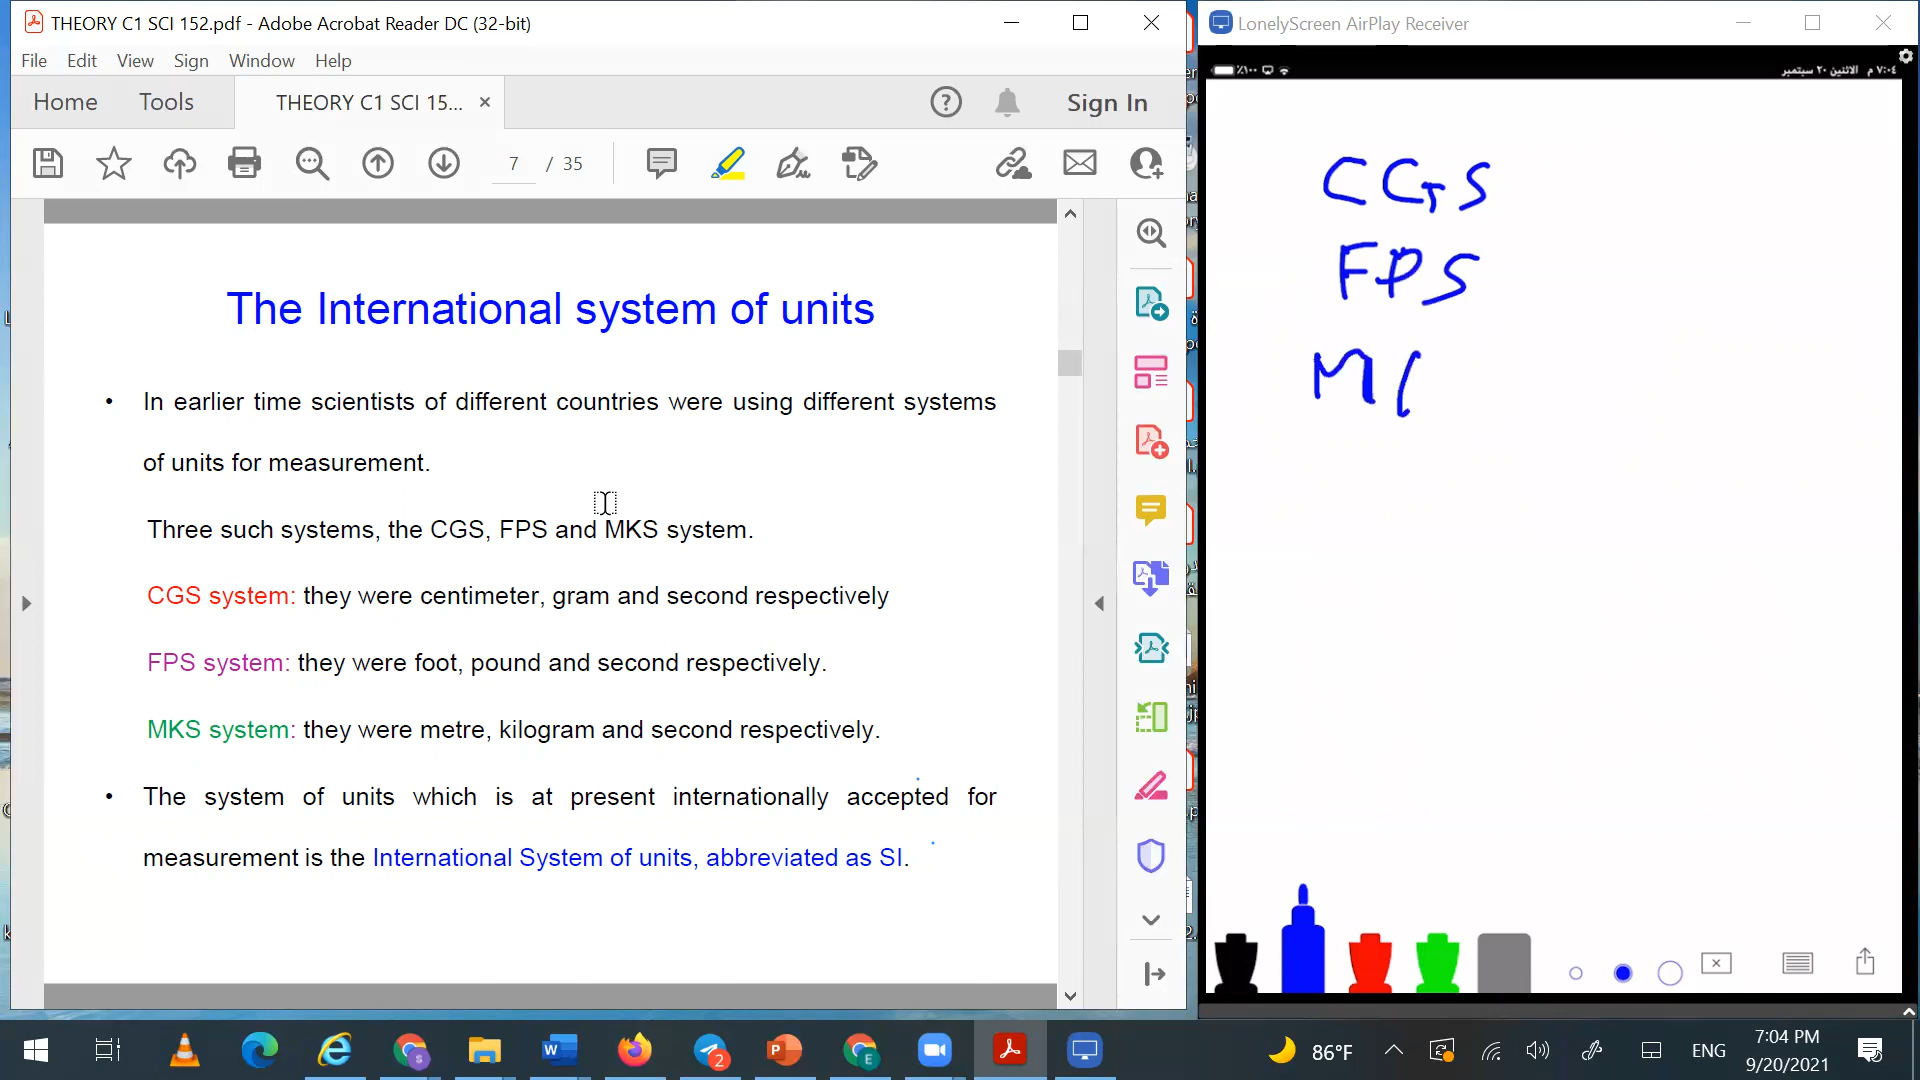 THEORY C1 SCI 152.pdf - Adobe Acrobat Reader DC (32-bit)
File Edit View Sign Window Help
Home Tools THEORY C1 SCI 15... × Sign In
7 / 35
The International system of units
• In earlier time scientists of different countries were using different systems
of units for measurement.
Three such systems, the CGS, FPS and MKS system.
CGS system: they were centimeter, gram and second respectively
FPS system: they were foot, pound and second respectively.
MKS system: they were metre, kilogram and second respectively.
• The system of units which is at present internationally accepted for
measurement is the International System of units, abbreviated as SI.
LonelyScreen AirPlay Receiver
٧:٠٤ م الاثنين ٢٠ سبتمبر
٪١٠٠
CGS
FPS
M(
86°F
ENG
7:04 PM
9/20/2021